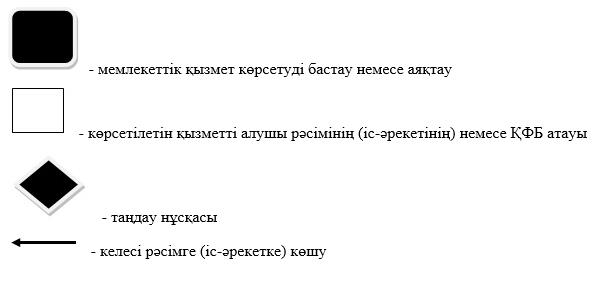 - мемлекеттік қызмет көрсетуді бастау немесе аяқтау
- көрсетілетін қызметті алушы рәсімінің (іс-әрекетінің) немесе ҚФБ атауы
- таңдау нұсқасы
- келесі рәсімге (іс-әрекетке) көшу